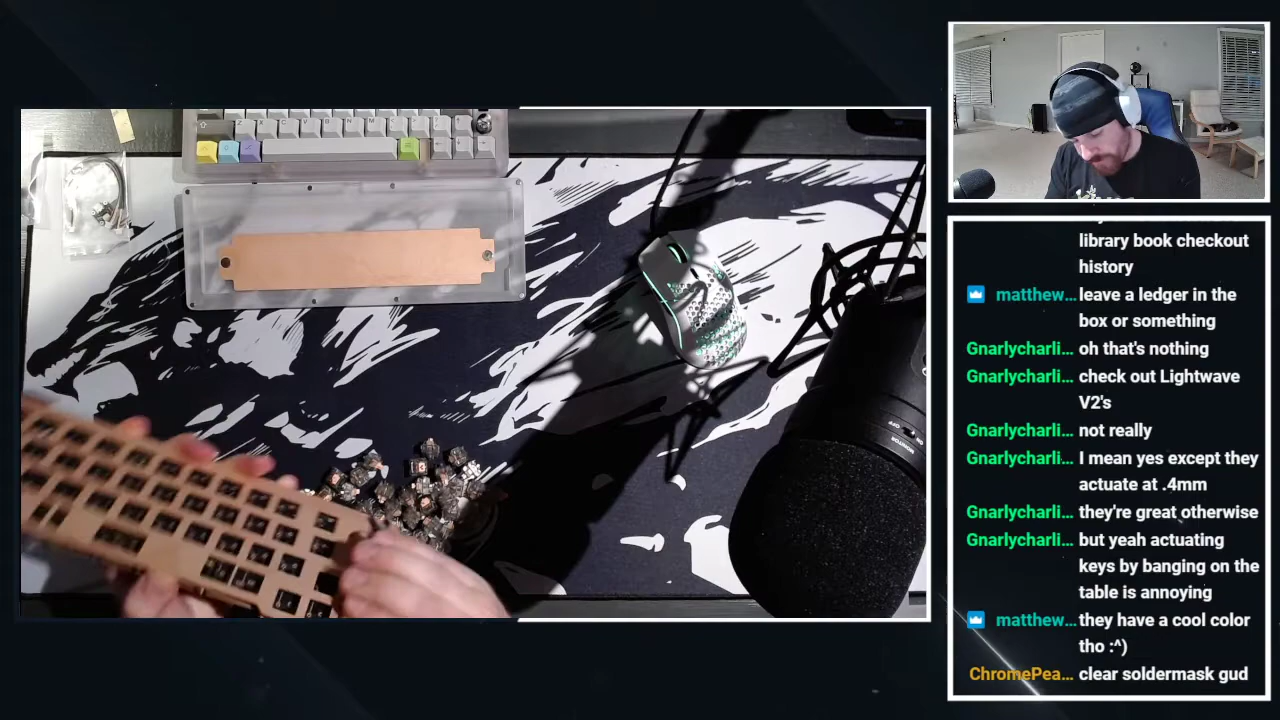 library book checkout
history
matthew... leave a ledger in the
box or something
Gnarlycharli... oh that's nothing
Gnarlycharli... check out Lightwave
V2's
Gnarlycharli... not really
Gnarlycharli... I mean yes except they
actuate at .4mm
Gnarlycharli... they're great otherwise
Gnarlycharli... but yeah actuating
keys by banging on the
table is annoying
matthew... they have a cool color
tho :^)
ChromePea... clear soldermask gud